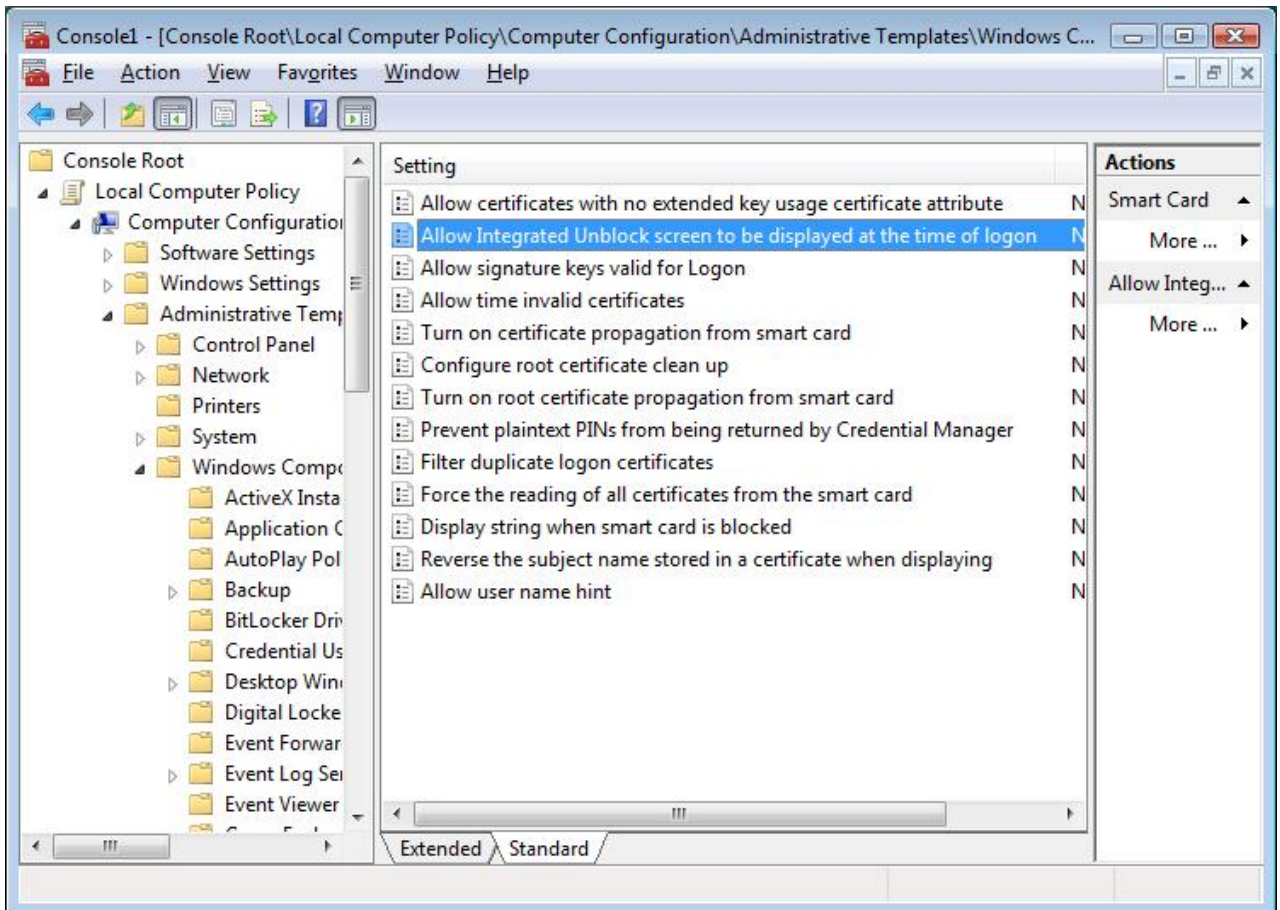 Console1 - [Console Root\Local Computer Policy\Computer Configuration\Administrative Templates\Windows C...
File Action View Favorites Window Help
Console Root
Local Computer Policy
Computer Configuration
Software Settings
Windows Settings
Administrative Temp
Control Panel
Network
Printers
System
Windows Compo
ActiveX Insta
Application C
AutoPlay Pol
Backup
BitLocker Driv
Credential Us
Desktop Wind
Digital Locke
Event Forwar
Event Log Ser
Event Viewer
Setting
Allow certificates with no extended key usage certificate attribute N
Allow Integrated Unblock screen to be displayed at the time of logon N
Allow signature keys valid for Logon N
Allow time invalid certificates N
Turn on certificate propagation from smart card N
Configure root certificate clean up N
Turn on root certificate propagation from smart card N
Prevent plaintext PINs from being returned by Credential Manager N
Filter duplicate logon certificates N
Force the reading of all certificates from the smart card N
Display string when smart card is blocked N
Reverse the subject name stored in a certificate when displaying N
Allow user name hint N
Extended Standard
Actions
Smart Card
More ...
Allow Integ...
More ...